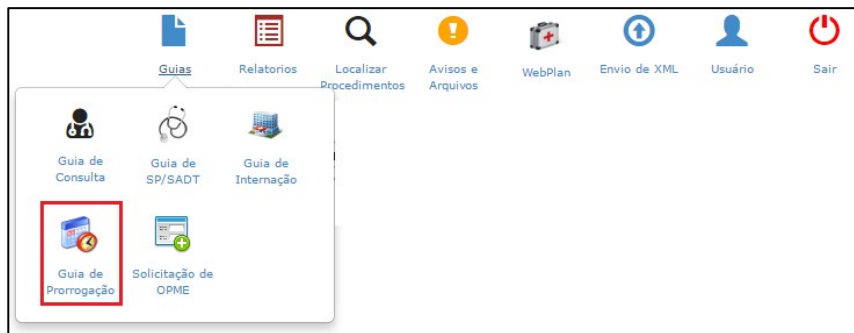 Guias
Relatorios
Localizar
Procedimentos
Avisos e
Arquivos
WebPlan
Envio de XML
Usuário
Sair
Guia de
Consulta
Guia de
SP/SADT
Guia de
Internação
Guia de
Prorrogação
Solicitação de
OPME